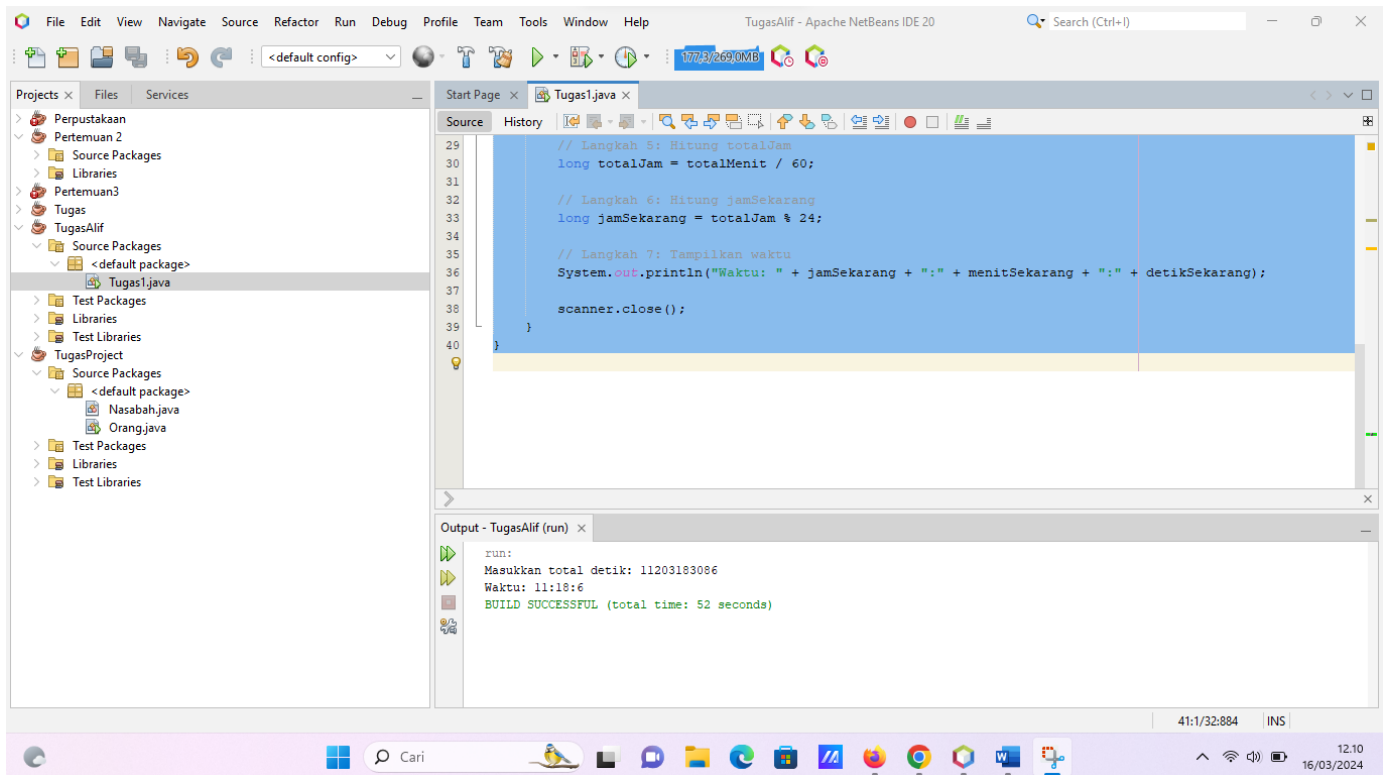 File Edit View Navigate Source Refactor Run Debug Profile Team Tools Window Help TugasAlif - Apache NetBeans IDE 20 Search (Ctrl+I)
<default config> 177,3/269,0MB
Projects Files Services
Perpustakaan
Pertemuan 2
Source Packages
Libraries
Pertemuan3
Tugas
TugasAlif
Source Packages
<default package>
Tugas1.java
Test Packages
Libraries
Test Libraries
TugasProject
Source Packages
<default package>
Nasabah.java
Orang.java
Test Packages
Libraries
Test Libraries
Start Page Tugas1.java
Source History
29 // Langkah 5: Hitung totalJam
30 long totalJam = totalMenit / 60;
31
32 // Langkah 6: Hitung jamSekarang
33 long jamSekarang = totalJam % 24;
34
35 // Langkah 7: Tampilkan waktu
36 System.out.println("Waktu: " + jamSekarang + ":" + menitSekarang + ":" + detikSekarang);
37
38 scanner.close();
39 }
40 }
Output - TugasAlif (run)
run:
Masukkan total detik: 11203183086
Waktu: 11:18:6
BUILD SUCCESSFUL (total time: 52 seconds)
41:1/32:884 INS
Cari
12.10
16/03/2024